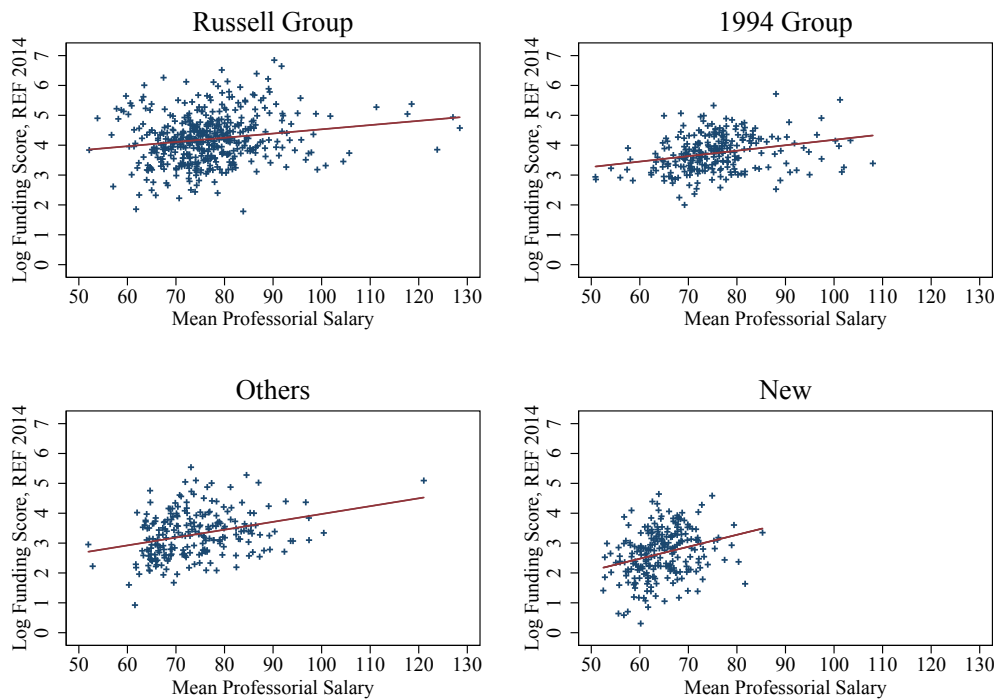 Russell Group
Log Funding Score, REF 2014
7
6
5
4
3
2
1
0
50 60 70 80 90 100 110 120 130
Mean Professorial Salary
1994 Group
Log Funding Score, REF 2014
7
6
5
4
3
2
1
0
50 60 70 80 90 100 110 120 130
Mean Professorial Salary
Others
Log Funding Score, REF 2014
7
6
5
4
3
2
1
0
50 60 70 80 90 100 110 120 130
Mean Professorial Salary
New
Log Funding Score, REF 2014
7
6
5
4
3
2
1
0
50 60 70 80 90 100 110 120 130
Mean Professorial Salary